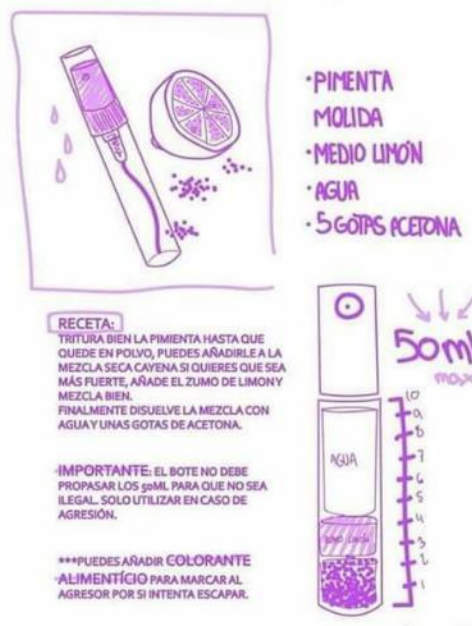 ·PIMENTA
MOLIDA
·MEDIO LIMÓN
·AGUA
·5 GOTAS ACETONA
RECETA:
TRITURA BIEN LA PIMIENTA HASTA QUE
QUEDE EN POLVO, PUEDES AÑADIRLE A LA
MEZCLA SECA CAYENA SI QUIERES QUE SEA
MÁS FUERTE, AÑADE EL ZUMO DE LIMON Y
MEZCLA BIEN.
FINALMENTE DISUELVE LA MEZCLA CON
AGUA Y UNAS GOTAS DE ACETONA.
IMPORTANTE: EL BOTE NO DEBE
PROPASAR LOS 50ML PARA QUE NO SEA
ILEGAL. SOLO UTILIZAR EN CASO DE
AGRESIÓN.
***PUEDES AÑADIR COLORANTE
ALIMENTÍCIO PARA MARCAR AL
AGRESOR POR SI INTENTA ESCAPAR.
50ml
10
9
8
7
6
5
4
3
2
1
AGUA